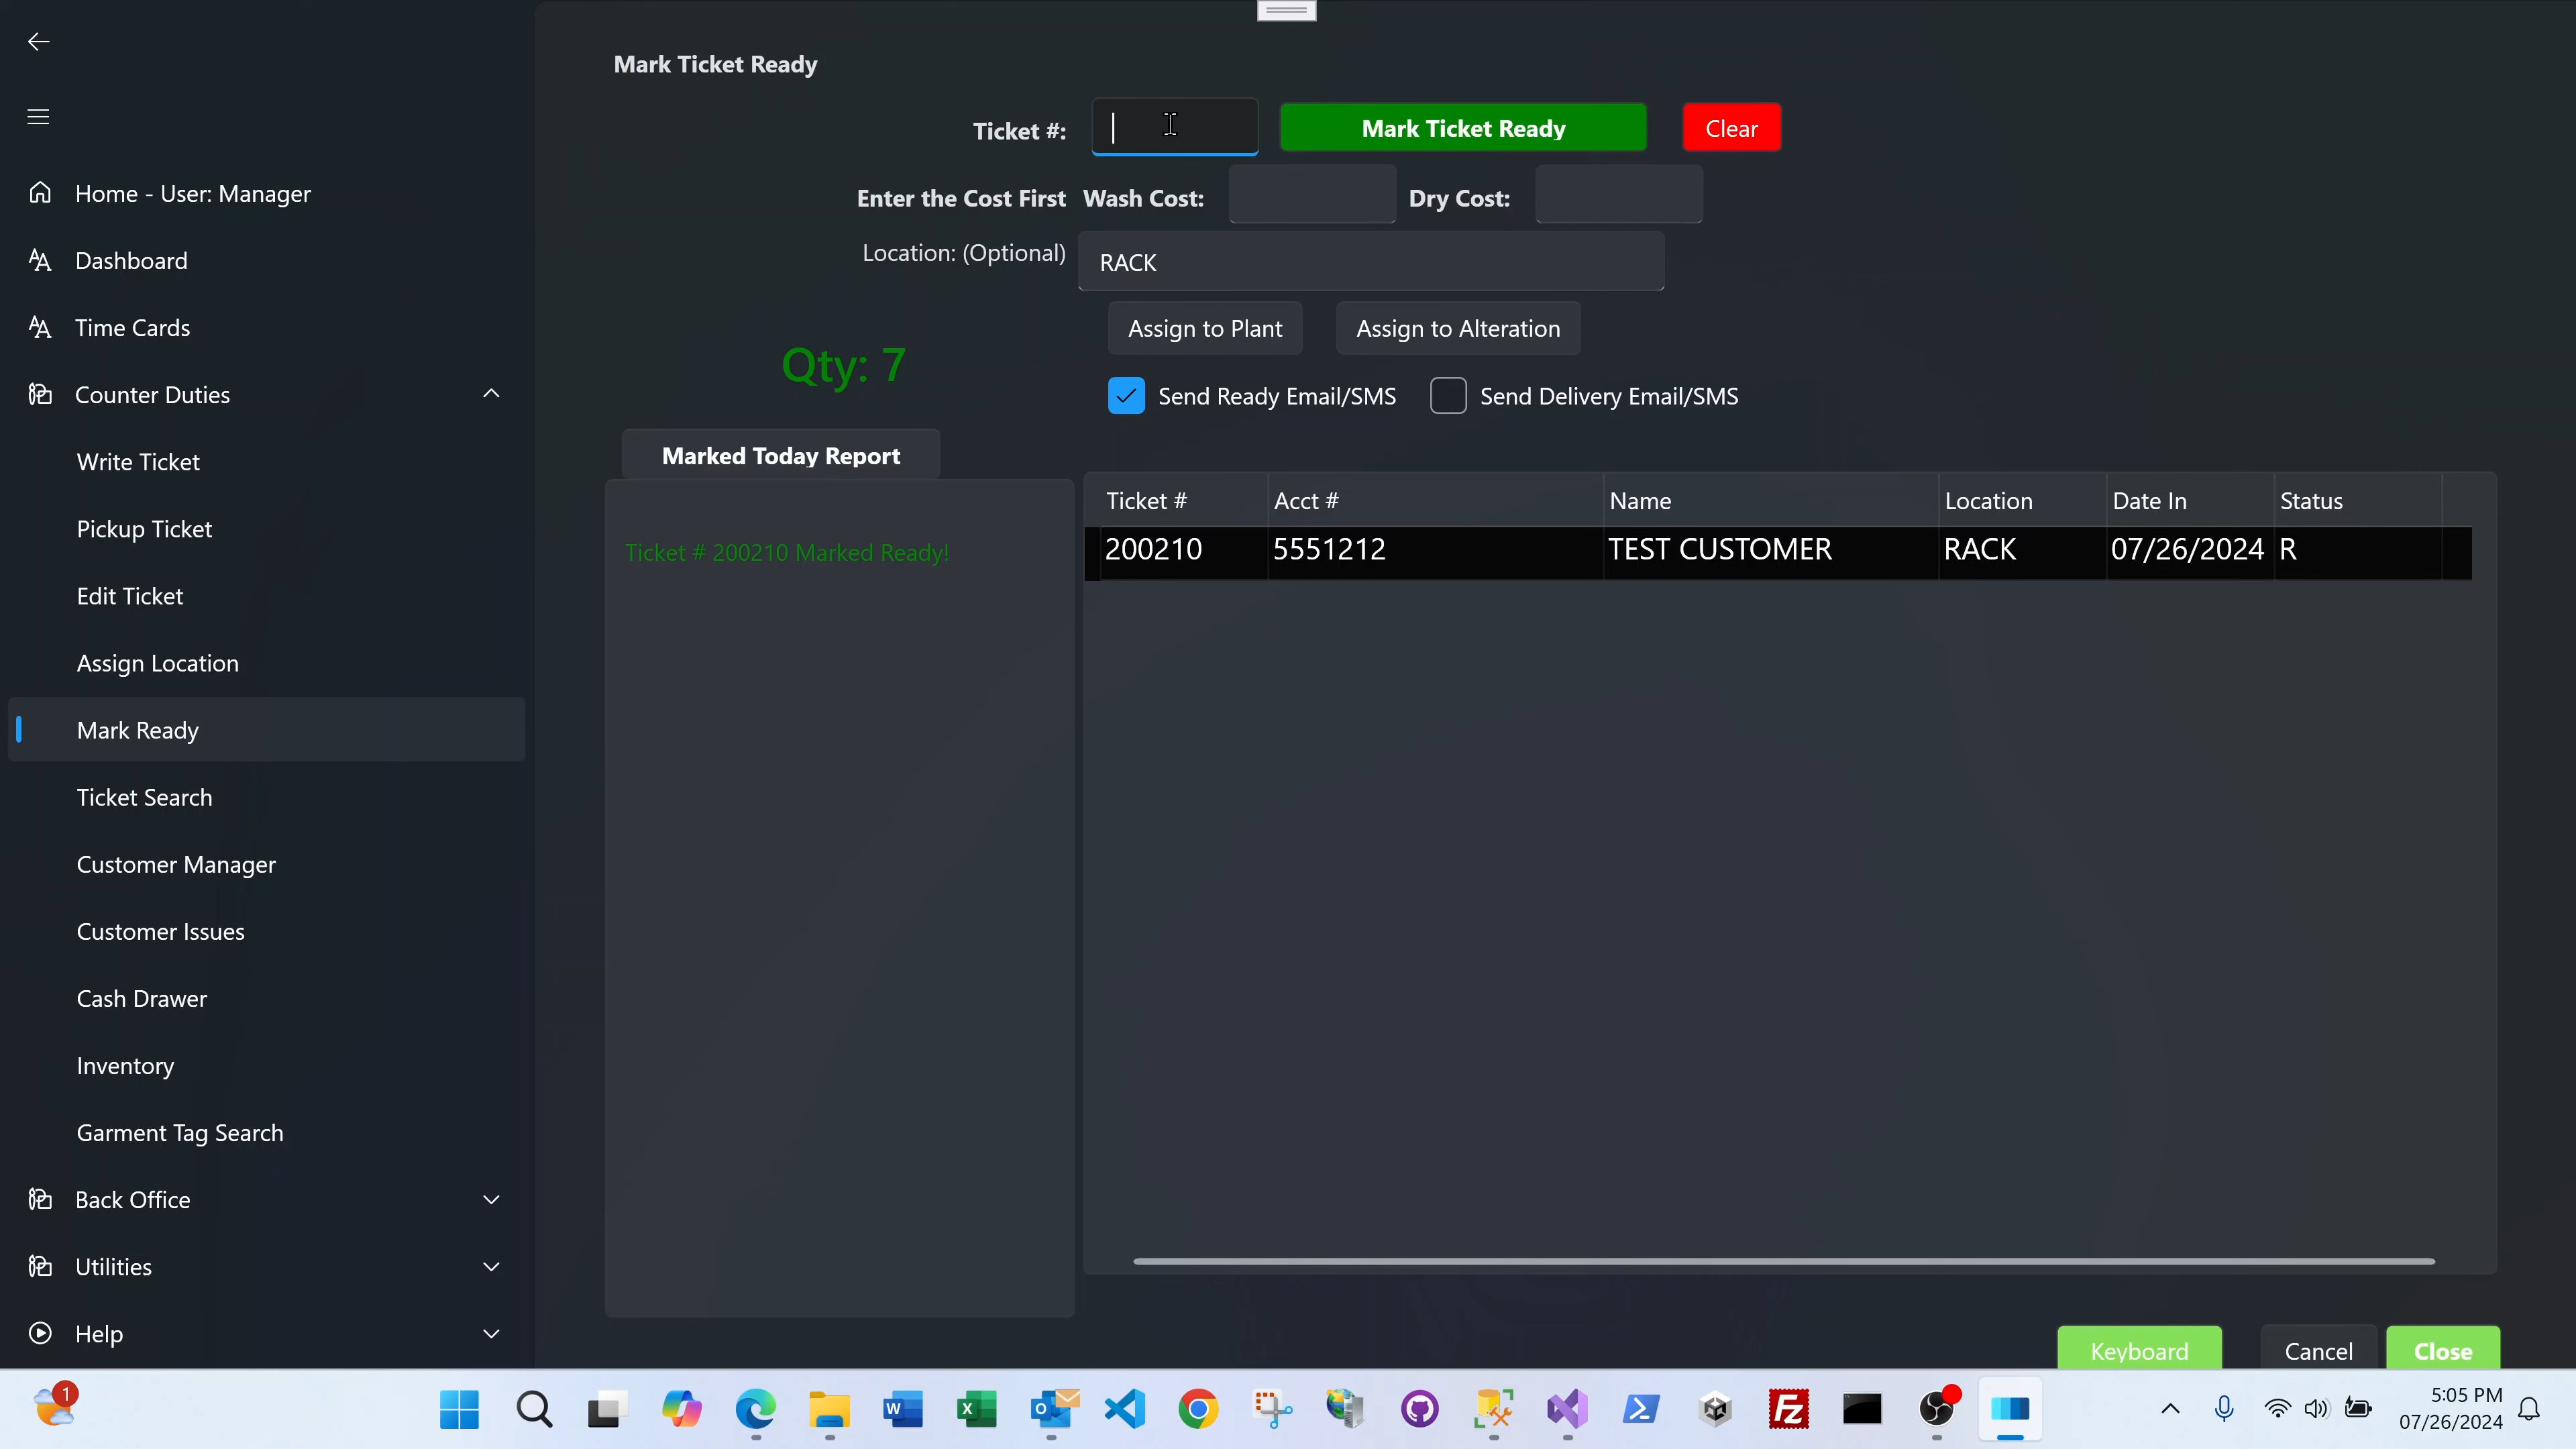 Mark Ticket Ready
Ticket #:
Mark Ticket Ready
Clear
Home - User: Manager
Enter the Cost First Wash Cost:
Dry Cost:
Dashboard
Location: (Optional)
RACK
Time Cards
Assign to Plant
Assign to Alteration
Qty: 7
Counter Duties
Send Ready Email/SMS
Send Delivery Email/SMS
Write Ticket
Marked Today Report
Ticket # Acct # Name Location Date In Status
Pickup Ticket
Ticket # 200210 Marked Ready!
200210 5551212 TEST CUSTOMER RACK 07/26/2024 R
Edit Ticket
Assign Location
Mark Ready
Ticket Search
Customer Manager
Customer Issues
Cash Drawer
Inventory
Garment Tag Search
Back Office
Utilities
Help
Keyboard
Cancel
Close
1
W
X
O
FZ
5:05 PM
07/26/2024